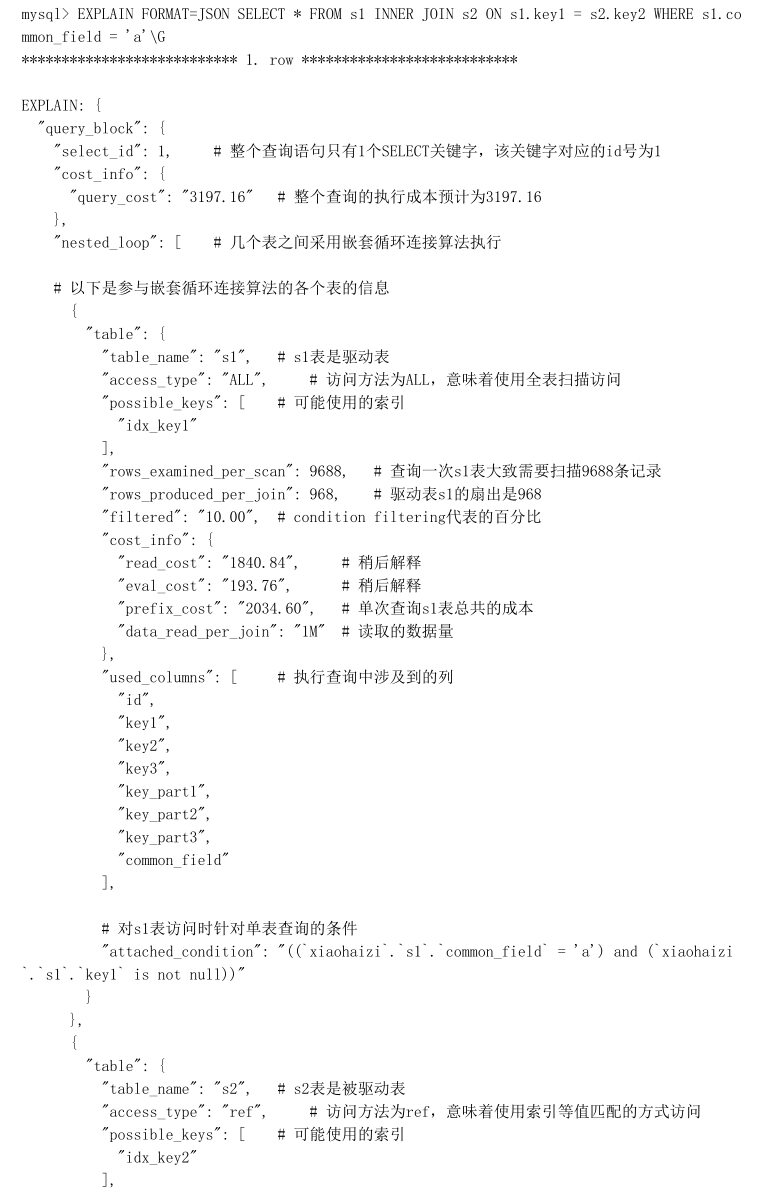 mysql> EXPLAIN FORMAT=JSON SELECT * FROM s1 INNER JOIN s2 ON s1.key1 = s2.key2 WHERE s1.co
mmon_field = 'a'\G
*************************** 1. row ***************************
EXPLAIN: {
  "query_block": {
    "select_id": 1,     # 整个查询语句只有1个SELECT关键字，该关键字对应的id号为1
    "cost_info": {
      "query_cost": "3197.16"   # 整个查询的执行成本预计为3197.16
    },
    "nested_loop": [    # 几个表之间采用嵌套循环连接算法执行
    # 以下是参与嵌套循环连接算法的各个表的信息
      {
        "table": {
          "table_name": "s1",   # s1表是驱动表
          "access_type": "ALL",     # 访问方法为ALL，意味着使用全表扫描访问
          "possible_keys": [    # 可能使用的索引
            "idx_key1"
          ],
          "rows_examined_per_scan": 9688,   # 查询一次s1表大致需要扫描9688条记录
          "rows_produced_per_join": 968,    # 驱动表s1的扇出是968
          "filtered": "10.00",  # condition filtering代表的百分比
          "cost_info": {
            "read_cost": "1840.84",     # 稍后解释
            "eval_cost": "193.76",      # 稍后解释
            "prefix_cost": "2034.60",   # 单次查询s1表总共的成本
            "data_read_per_join": "1M"  # 读取的数据量
          },
          "used_columns": [     # 执行查询中涉及到的列
            "id",
            "key1",
            "key2",
            "key3",
            "key_part1",
            "key_part2",
            "key_part3",
            "common_field"
          ],
          # 对s1表访问时针对单表查询的条件
          "attached_condition": "((`xiaohaizi`.`s1`.`common_field` = 'a') and (`xiaohaizi
`.`s1`.`key1` is not null))"
        }
      },
      {
        "table": {
          "table_name": "s2",   # s2表是被驱动表
          "access_type": "ref",     # 访问方法为ref，意味着使用索引等值匹配的方式访问
          "possible_keys": [    # 可能使用的索引
            "idx_key2"
          ],